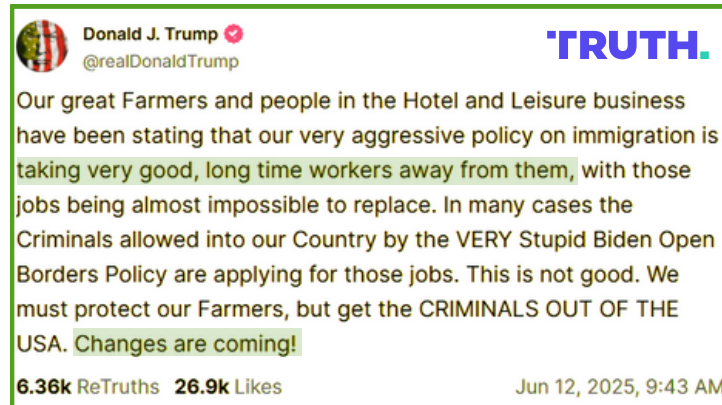 Donald J. Trump
@realDonaldTrump
TRUTH.
Our great Farmers and people in the Hotel and Leisure business
have been stating that our very aggressive policy on immigration is
taking very good, long time workers away from them, with those
jobs being almost impossible to replace. In many cases the
Criminals allowed into our Country by the VERY Stupid Biden Open
Borders Policy are applying for those jobs. This is not good. We
must protect our Farmers, but get the CRIMINALS OUT OF THE
USA. Changes are coming!
6.36k ReTruths 26.9k Likes Jun 12, 2025, 9:43 AM